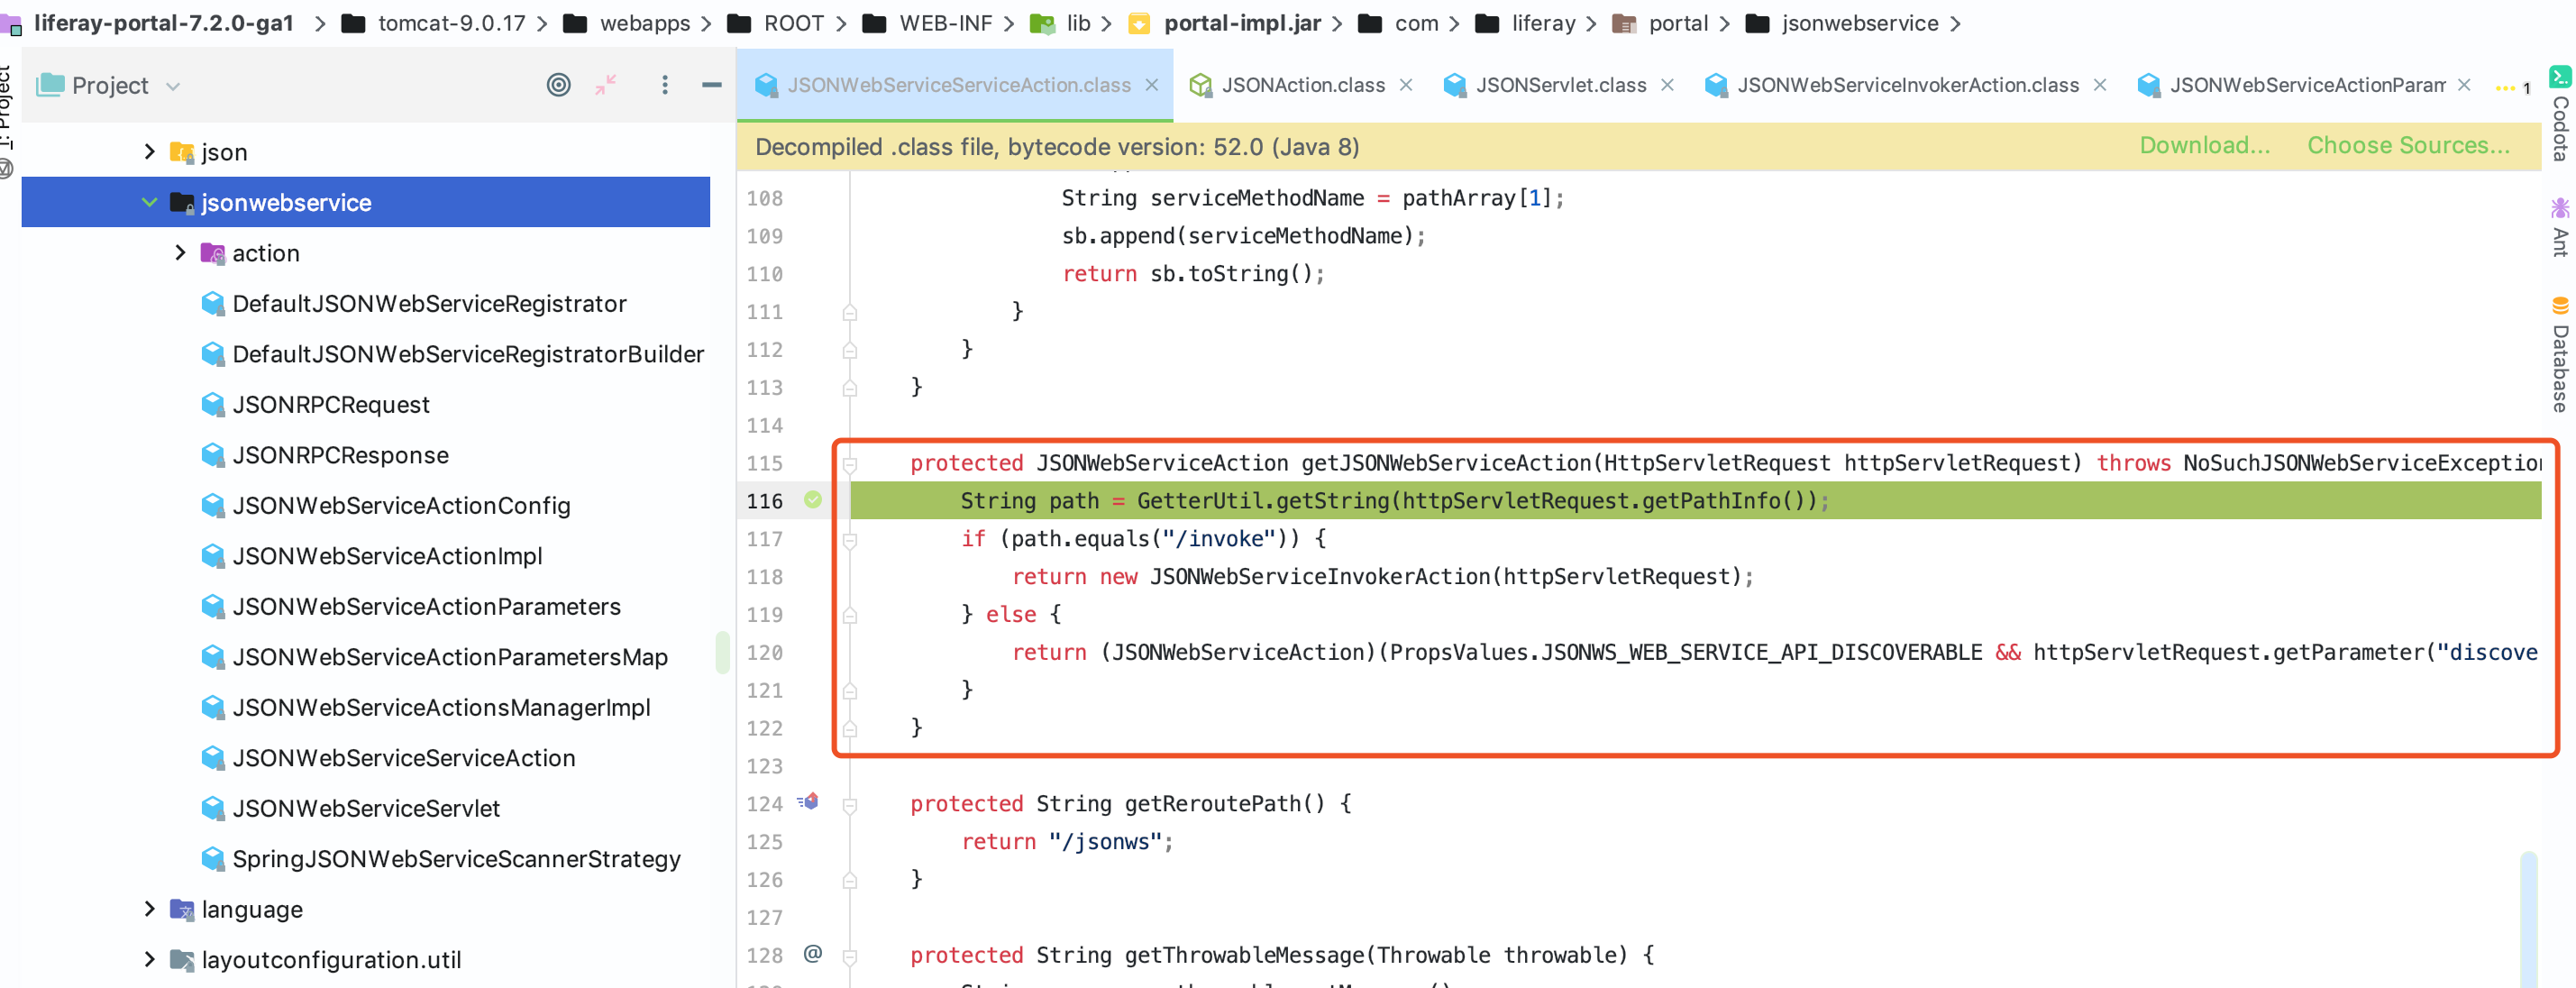 liferay-portal-7.2.0-ga1 > tomcat-9.0.17 > webapps > ROOT > WEB-INF > lib > portal-impl.jar > com > liferay > portal > jsonwebservice >
Project
JSONWebServiceServiceAction.class × JSONAction.class × JSONServlet.class × JSONWebServiceInvokerAction.class × JSONWebServiceActionParam × ... 1
Decompiled .class file, bytecode version: 52.0 (Java 8) Download... Choose Sources...
1: Project
json
jsonwebservice
action
DefaultJSONWebServiceRegistrator
DefaultJSONWebServiceRegistratorBuilder
JSONRPCRequest
JSONRPCResponse
JSONWebServiceActionConfig
JSONWebServiceActionImpl
JSONWebServiceActionParameters
JSONWebServiceActionParametersMap
JSONWebServiceActionsManagerImpl
JSONWebServiceServiceAction
JSONWebServiceServlet
SpringJSONWebServiceScannerStrategy
language
layoutconfiguration.util
108 String serviceMethodName = pathArray[1];
109 sb.append(serviceMethodName);
110 return sb.toString();
111 }
112 }
113 }
114
115 protected JSONWebServiceAction getJSONWebServiceAction(HttpServletRequest httpServletRequest) throws NoSuchJSONWebServiceException
116 String path = GetterUtil.getString(httpServletRequest.getPathInfo());
117 if (path.equals("/invoke")) {
118 return new JSONWebServiceInvokerAction(httpServletRequest);
119 } else {
120 return (JSONWebServiceAction)(PropsValues.JSONWS_WEB_SERVICE_API_DISCOVERABLE && httpServletRequest.getParameter("discove
121 }
122 }
123
124 protected String getReroutePath() {
125 return "/jsonws";
126 }
127
128 @ protected String getThrowableMessage(Throwable throwable) {
Codota
Ant
Database